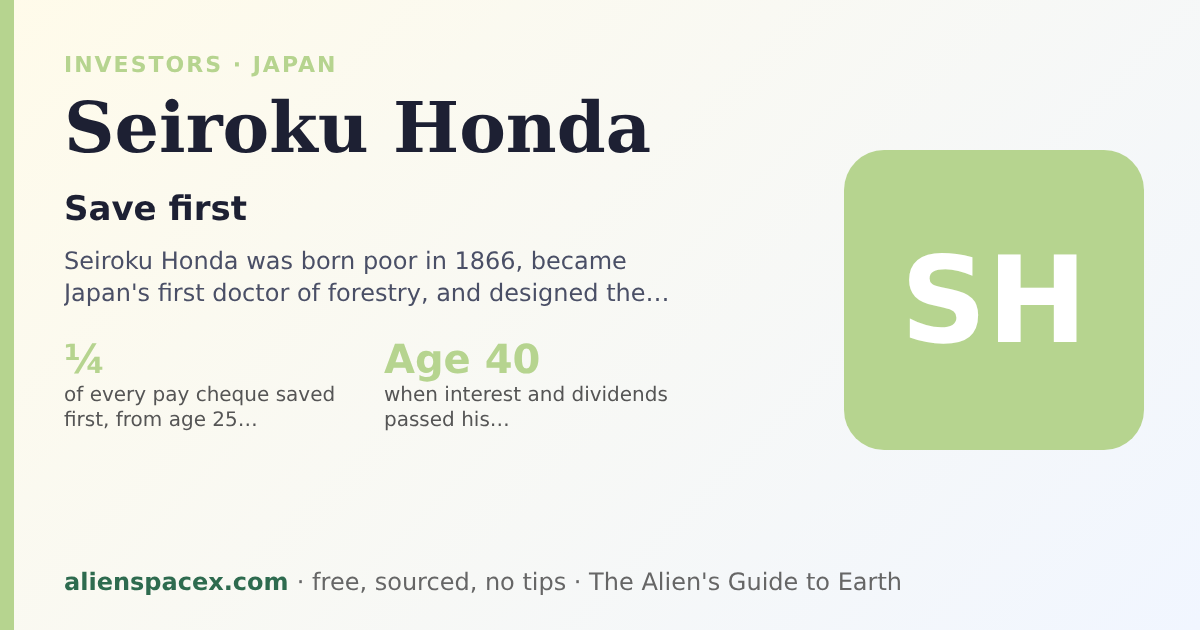 INVESTORS · JAPAN
Seiroku Honda
Save first
Seiroku Honda was born poor in 1866, became
Japan's first doctor of forestry, and designed the…
¼
of every pay cheque saved
first, from age 25…
Age 40
when interest and dividends
passed his…
SH
alienspacex.com · free, sourced, no tips · The Alien's Guide to Earth